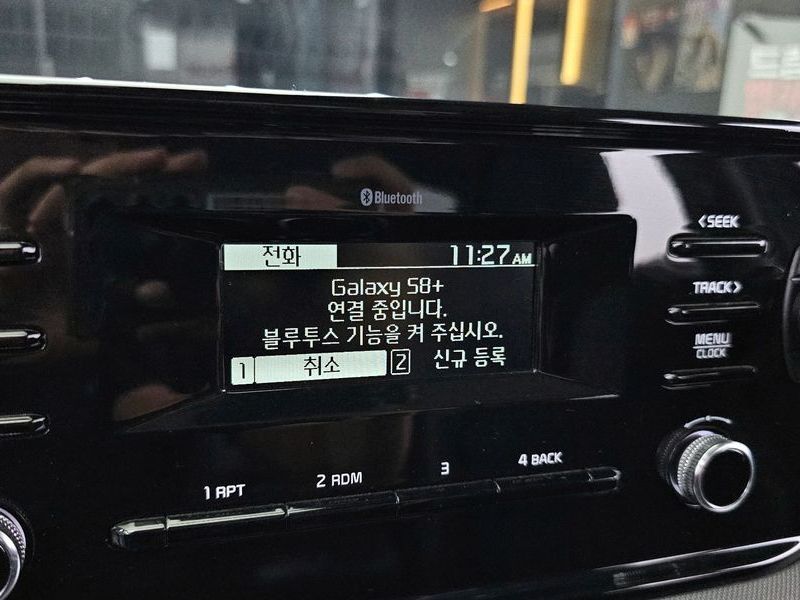 Bluetooth
전화 11:27AM
Galaxy S8+
연결 중입니다.
블루투스 기능을 켜 주십시오.
1 취소 2 신규 등록
<SEEK
TRACK>
MENU
CLOCK
1 RPT 2 RDM 3 4 BACK